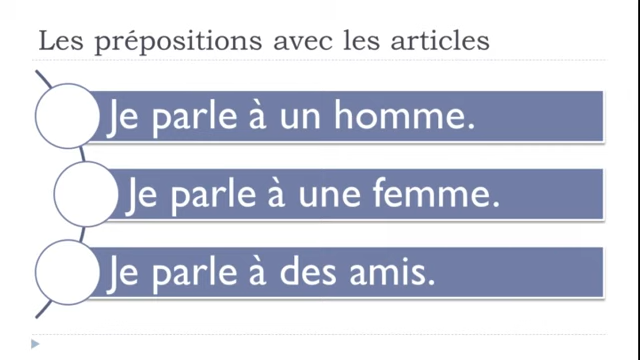 Les prépositions avec les articles
Je parle à un homme.
Je parle à une femme.
Je parle à des amis.